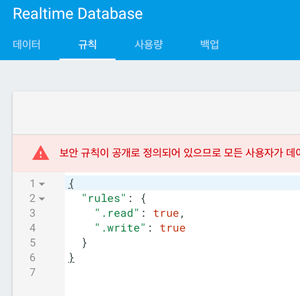 Realtime Database
데이터 규칙 사용량 백업
보안 규칙이 공개로 정의되어 있으므로 모든 사용자가
1 {
2 "rules": {
3 ".read": true,
4 ".write": true
5 }
6 }
7